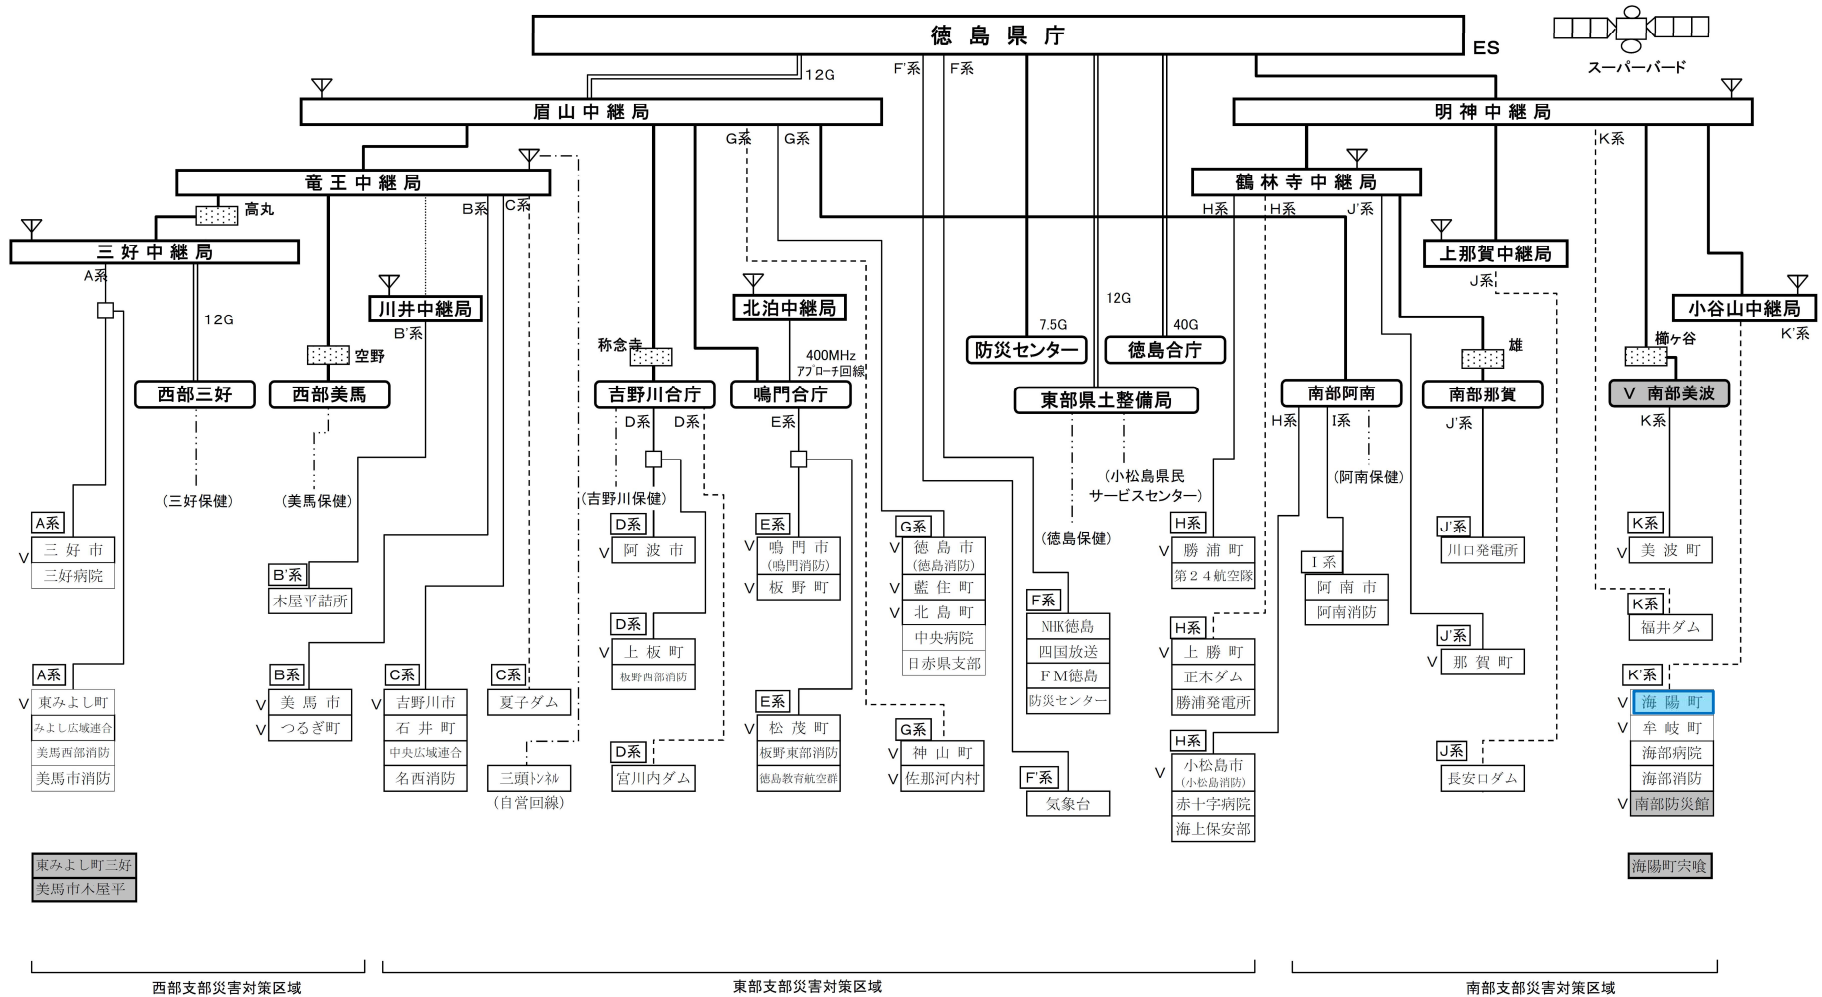 徳島県庁
ES
スーパーバード
12G
F'系
F系
眉山中継局
明神中継局
G系
G系
K系
竜王中継局
鶴林寺中継局
高丸
B系
C系
H系
H系
J'系
三好中継局
上那賀中継局
A系
J系
川井中継局
北泊中継局
小谷山中継局
12G
B'系
12G
7.5G
40G
K'系
空野
称念寺
400MHz
アプローチ回線
防災センター
徳島合庁
雄
櫛ヶ谷
西部三好
西部美馬
吉野川合庁
鳴門合庁
東部県土整備局
南部阿南
南部那賀
V 南部美波
D系
D系
E系
H系
I系
J'系
K系
(三好保健)
(美馬保健)
(吉野川保健)
(小松島県民
サービスセンター)
(阿南保健)
(徳島保健)
A系
V 三好市
三好病院
B'系
木屋平詰所
D系
V 阿波市
E系
V 鳴門市
(鳴門消防)
V 板野町
G系
V 徳島市
(徳島消防)
V 藍住町
V 北島町
中央病院
日赤県支部
H系
V 勝浦町
第24航空隊
I系
阿南市
阿南消防
J'系
川口発電所
K系
V 美波町
F系
NHK徳島
四国放送
FM徳島
防災センター
D系
V 上板町
板野西部消防
H系
V 上勝町
正木ダム
勝浦発電所
J'系
V 那賀町
K系
福井ダム
A系
V 東みよし町
みよし広域連合
美馬西部消防
美馬市消防
B系
V 美馬市
V つるぎ町
C系
V 吉野川市
石井町
中央広域連合
名西消防
C系
夏子ダム
三頭トンネル
(自営回線)
D系
宮川内ダム
E系
V 松茂町
板野東部消防
徳島教育航空群
G系
V 神山町
V 佐那河内村
F'系
気象台
H系
V 小松島市
(小松島消防)
赤十字病院
海上保安部
J系
長安口ダム
K'系
V 海陽町
V 牟岐町
海部病院
海部消防
V 南部防災館
東みよし町三好
美馬市木屋平
海陽町宍喰
西部支部災害対策区域
東部支部災害対策区域
南部支部災害対策区域